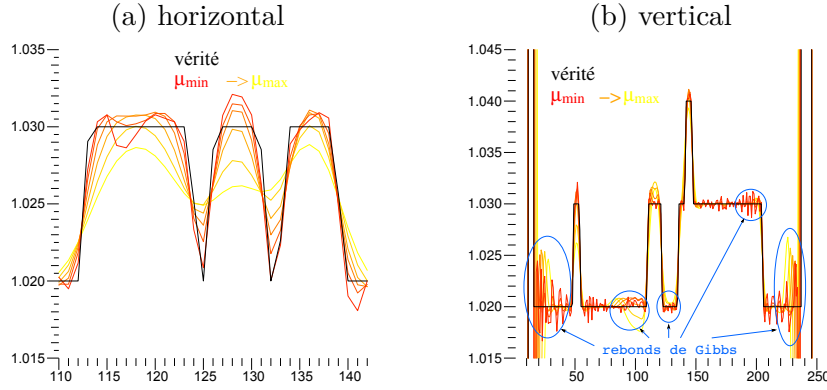 (a) horizontal
1.035
1.030
1.025
1.020
1.015
110 115 120 125 130 135 140
vérité
μmin -> μmax
(b) vertical
1.045
1.040
1.035
1.030
1.025
1.020
1.015
50 100 150 200 250
vérité
μmin -> μmax
rebonds de Gibbs